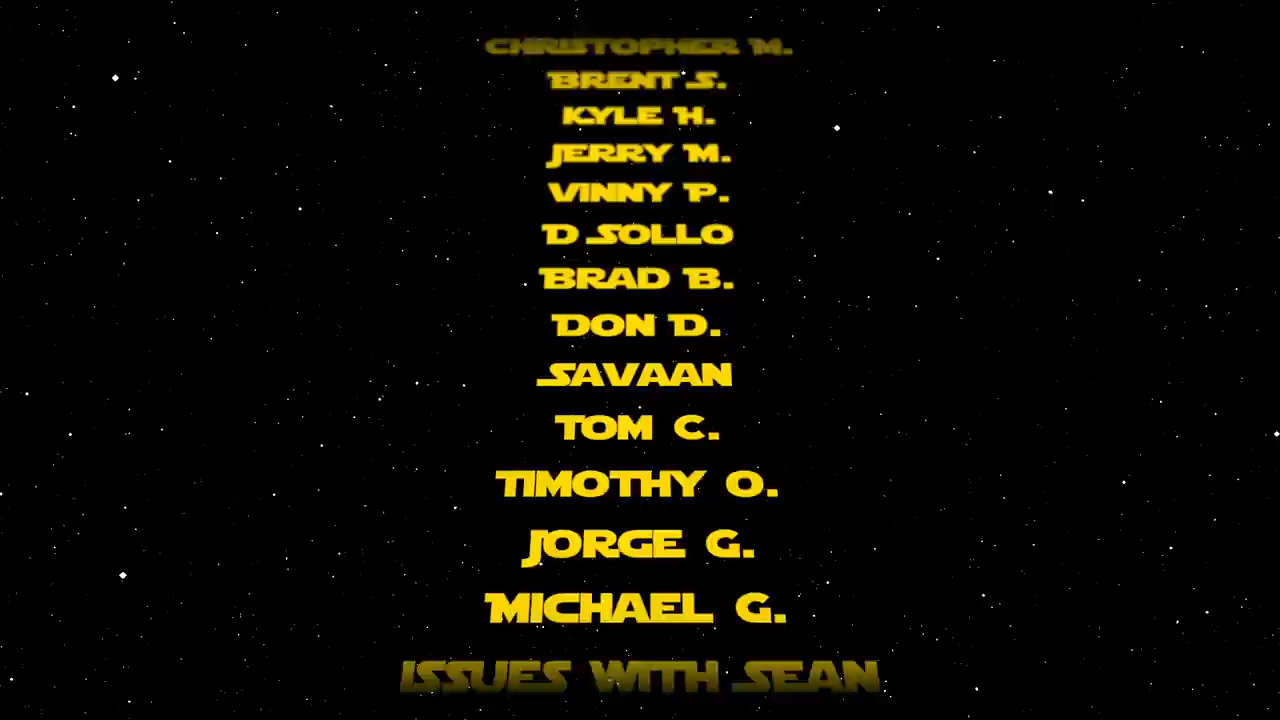 Christopher M.
Brent S.
Kyle H.
Jerry M.
Vinny P.
D Sollo
Brad B.
Don D.
Savaan
Tom C.
Timothy O.
Jorge G.
Michael G.
Issues with Sean